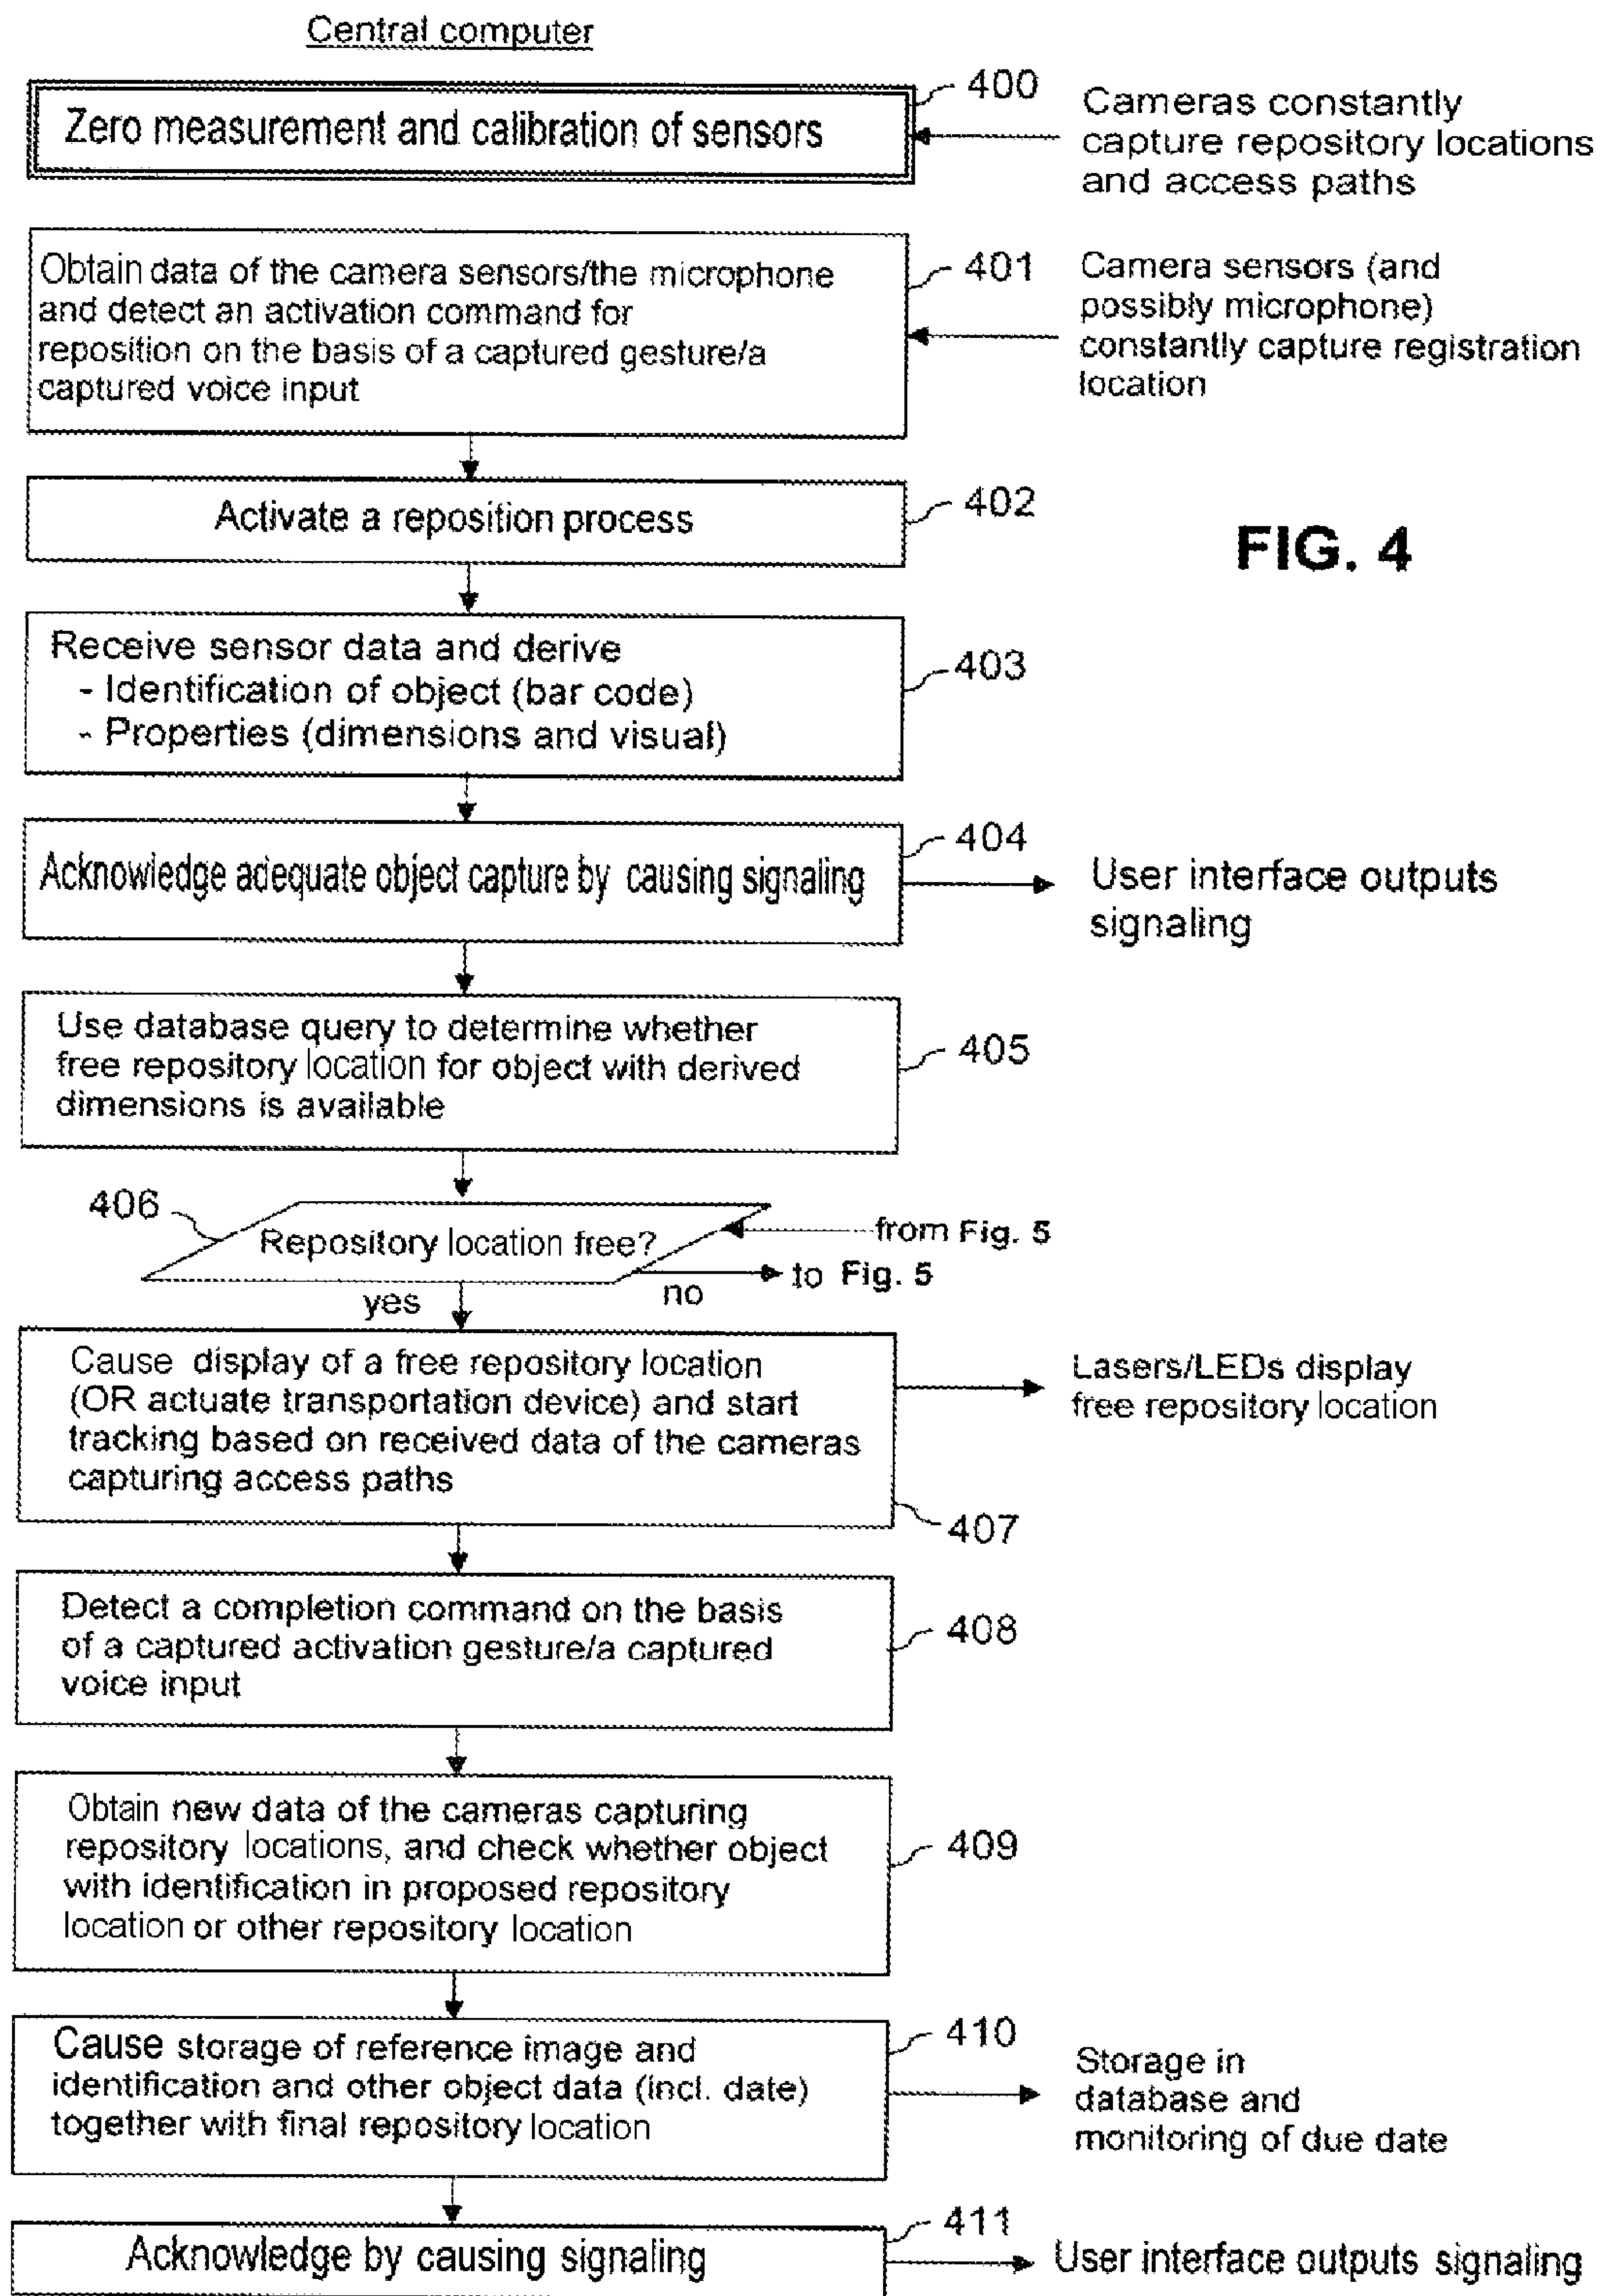 Central computer
Zero measurement and calibration of sensors
400
Cameras constantly
capture repository locations
and access paths
Obtain data of the camera sensors/the microphone
and detect an activation command for
reposition on the basis of a captured gesture/a
captured voice input
401
Camera sensors (and
possibly microphone)
constantly capture registration
location
Activate a reposition process
402
FIG. 4
Receive sensor data and derive
- Identification of object (bar code)
- Properties (dimensions and visual)
403
Acknowledge adequate object capture by causing signaling
404
User interface outputs
signaling
Use database query to determine whether
free repository location for object with derived
dimensions is available
405
406
Repository location free?
from Fig. 5
to Fig. 5
yes
no
Cause display of a free repository location
(OR actuate transportation device) and start
tracking based on received data of the cameras
capturing access paths
407
Lasers/LEDs display
free repository location
Detect a completion command on the basis
of a captured activation gesture/a captured
voice input
408
Obtain new data of the cameras capturing
repository locations, and check whether object
with identification in proposed repository
location or other repository location
409
Cause storage of reference image and
identification and other object data (incl. date)
together with final repository location
410
Storage in
database and
monitoring of due date
Acknowledge by causing signaling
411
User interface outputs signaling